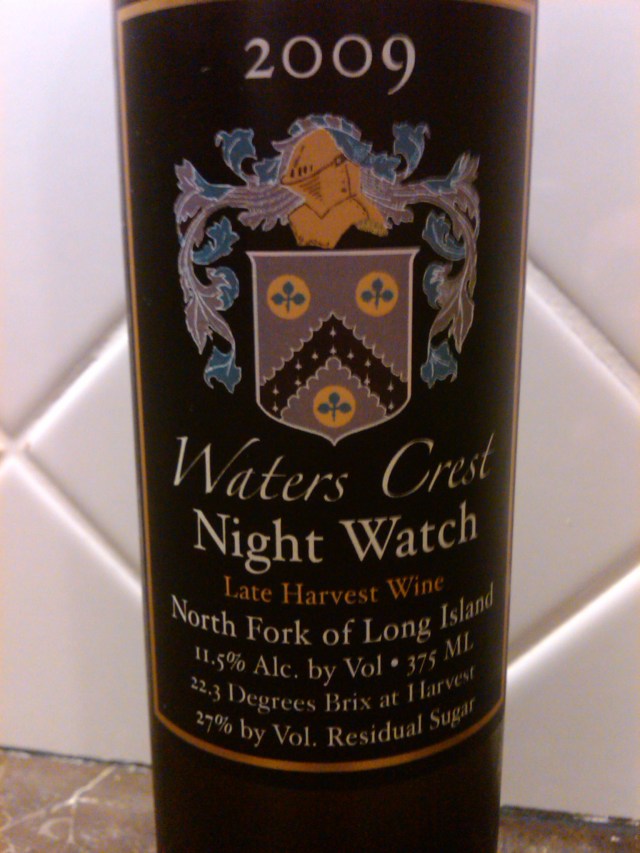 2009
Waters Crest
Night Watch
Late Harvest Wine
North Fork of Long Island
11.5% Alc. by Vol • 375 ML
22.3 Degrees Brix at Harvest
27% by Vol. Residual Sugar